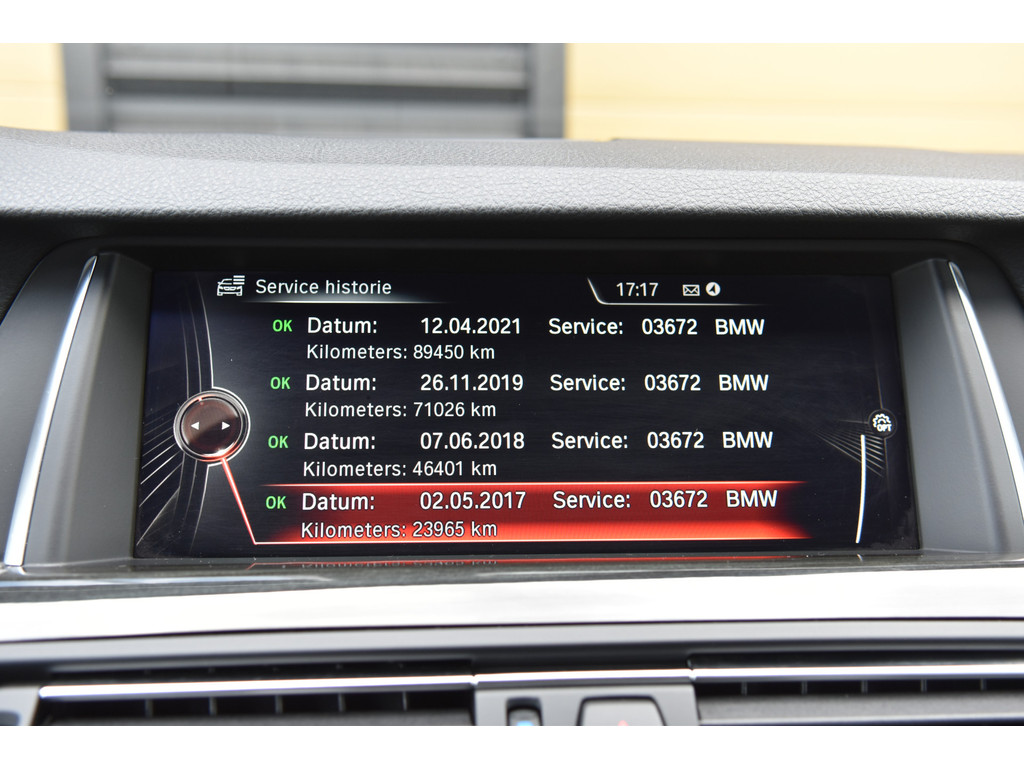 Service historie 17:17
OK Datum: 12.04.2021 Service: 03672 BMW
Kilometers: 89450 km
OK Datum: 26.11.2019 Service: 03672 BMW
Kilometers: 71026 km
OK Datum: 07.06.2018 Service: 03672 BMW
Kilometers: 46401 km
OK Datum: 02.05.2017 Service: 03672 BMW
Kilometers: 23965 km
OPT